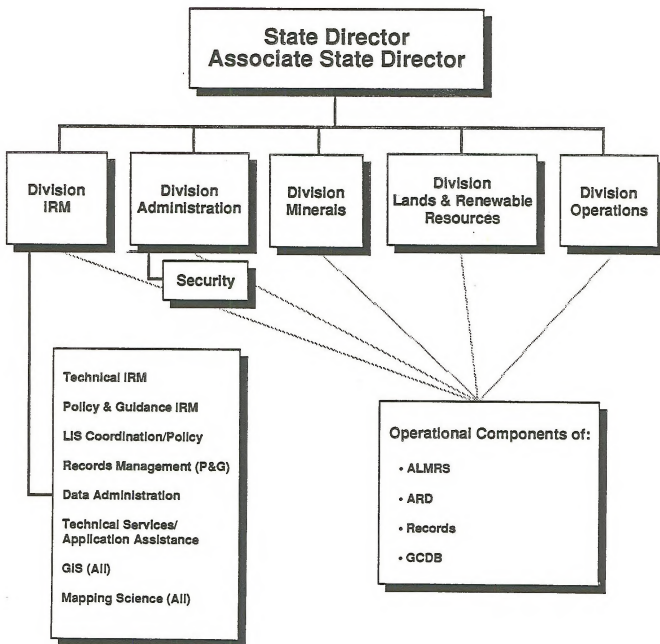 State Director
Associate State Director
Division
IRM
Division
Administration
Division
Minerals
Division
Lands & Renewable
Resources
Division
Operations
Security
Technical IRM
Policy & Guidance IRM
LIS Coordination/Policy
Records Management (P&G)
Data Administration
Technical Services/
Application Assistance
GIS (All)
Mapping Science (All)
Operational Components of:
• ALMRS
• ARD
• Records
• GCDB